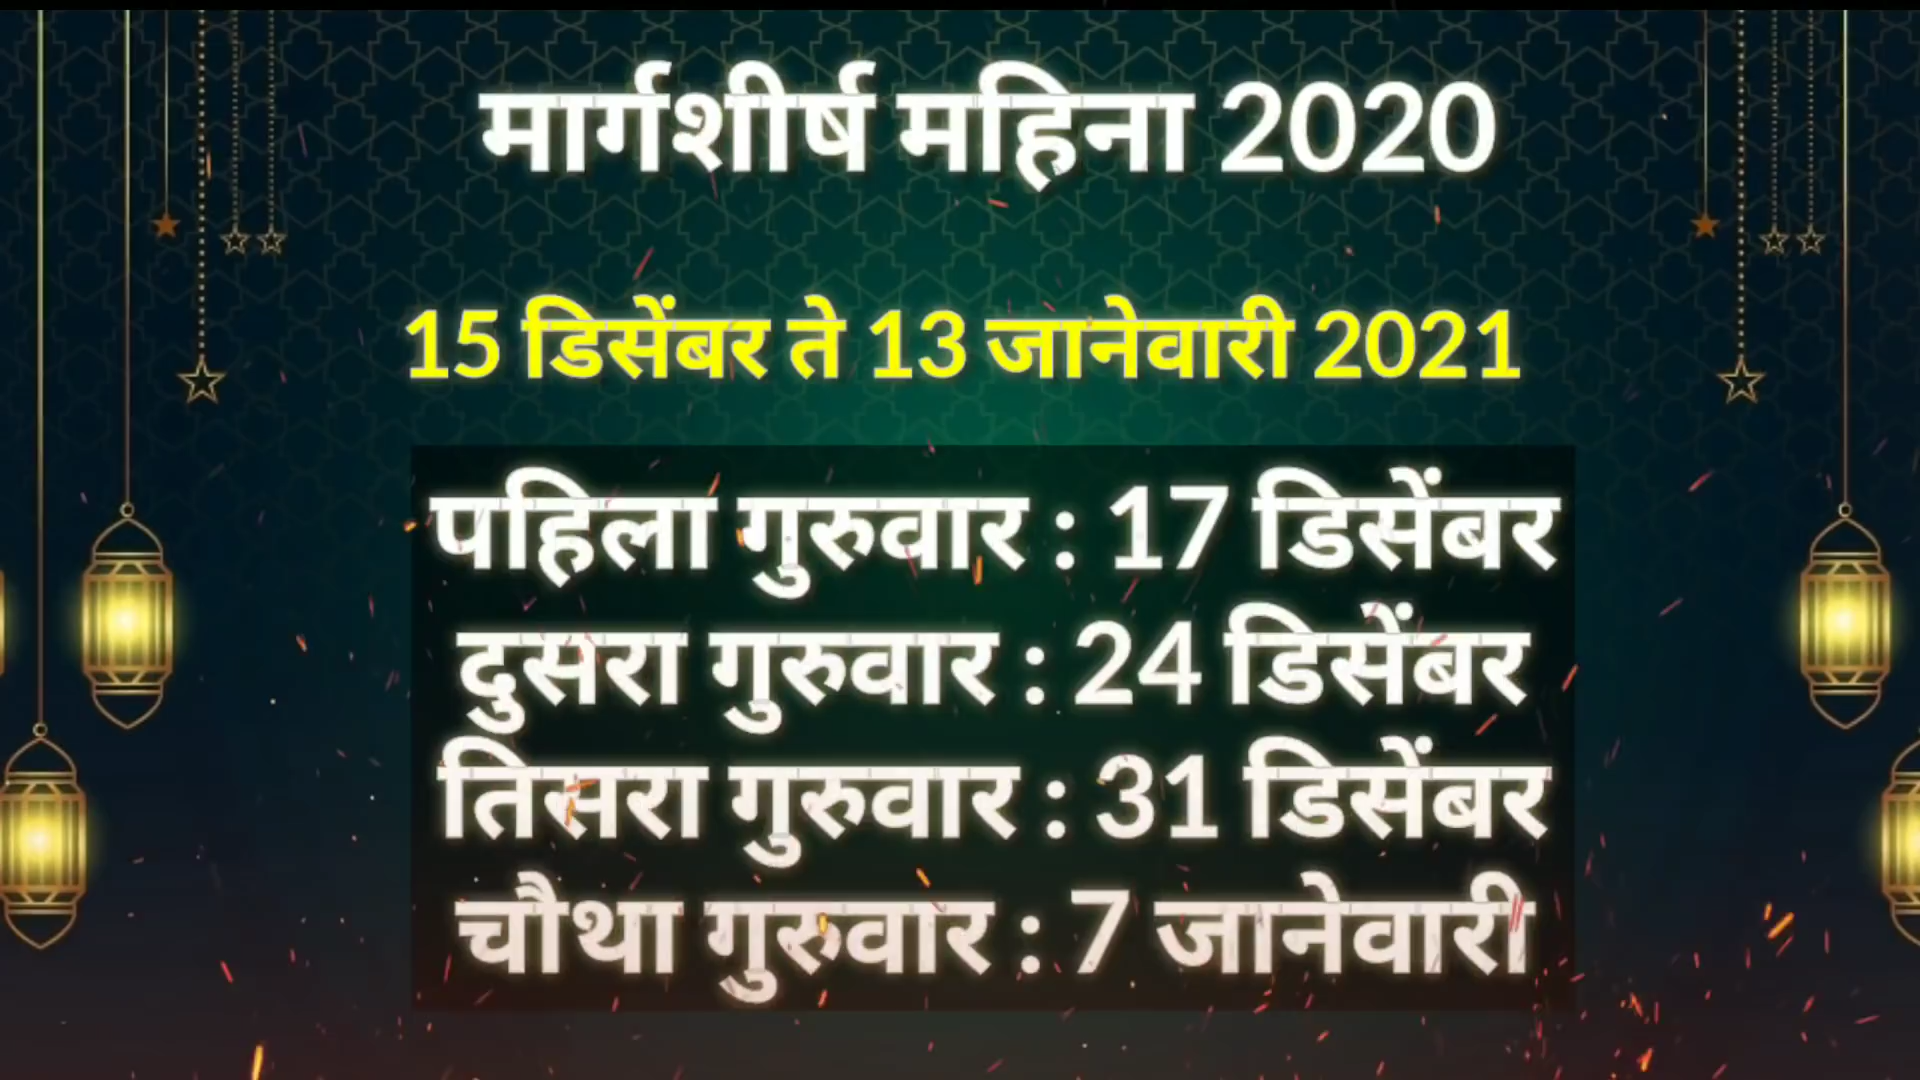 मार्गशीर्ष महिना 2020
15 डिसेंबर ते 13 जानेवारी 2021
पहिला गुरुवार : 17 डिसेंबर
दुसरा गुरुवार : 24 डिसेंबर
तिसरा गुरुवार : 31 डिसेंबर
चौथा गुरुवार : 7 जानेवारी